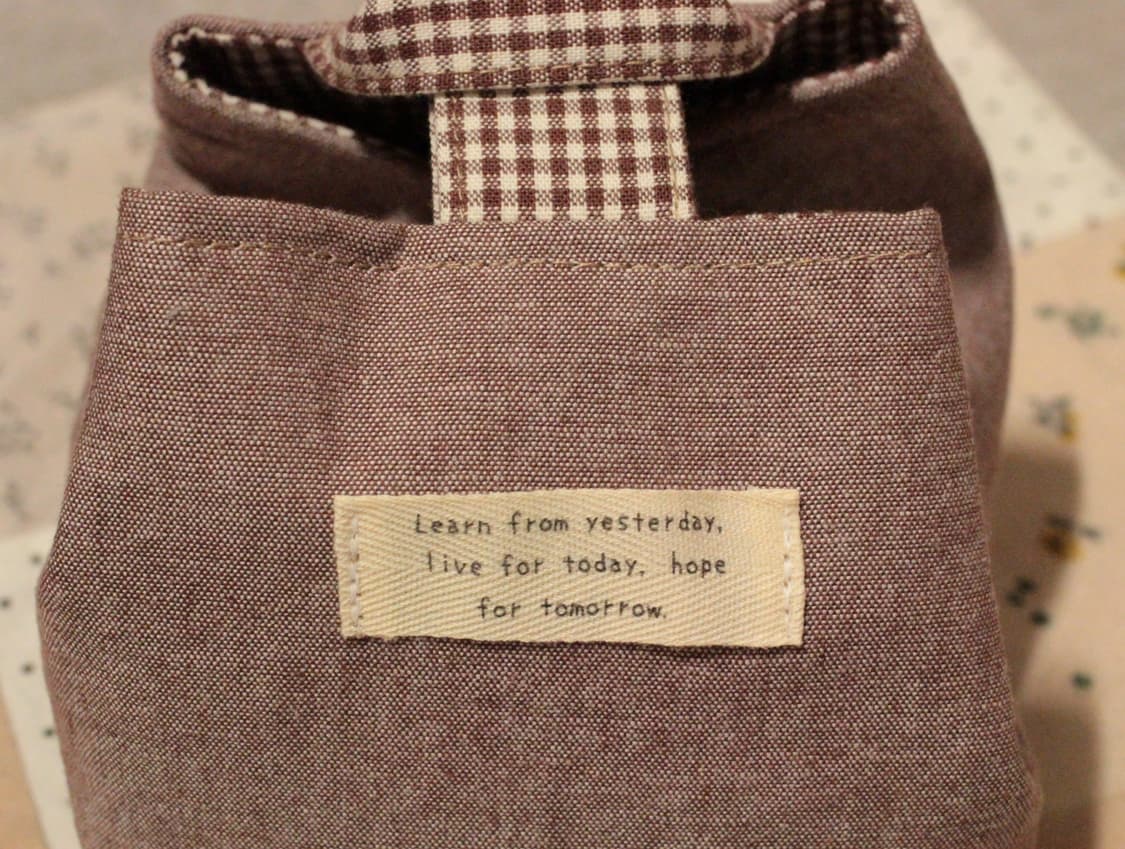 Learn from yesterday,
live for today, hope
for tomorrow.